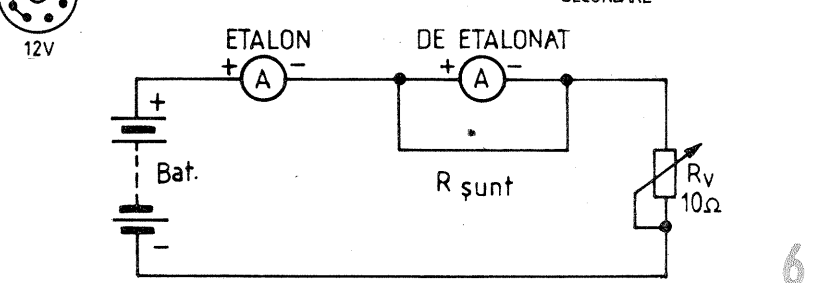 12V
ETALON
DE ETALONAT
+ A −
+ A −
+
Bat.
−
R şunt
RV
10Ω
6